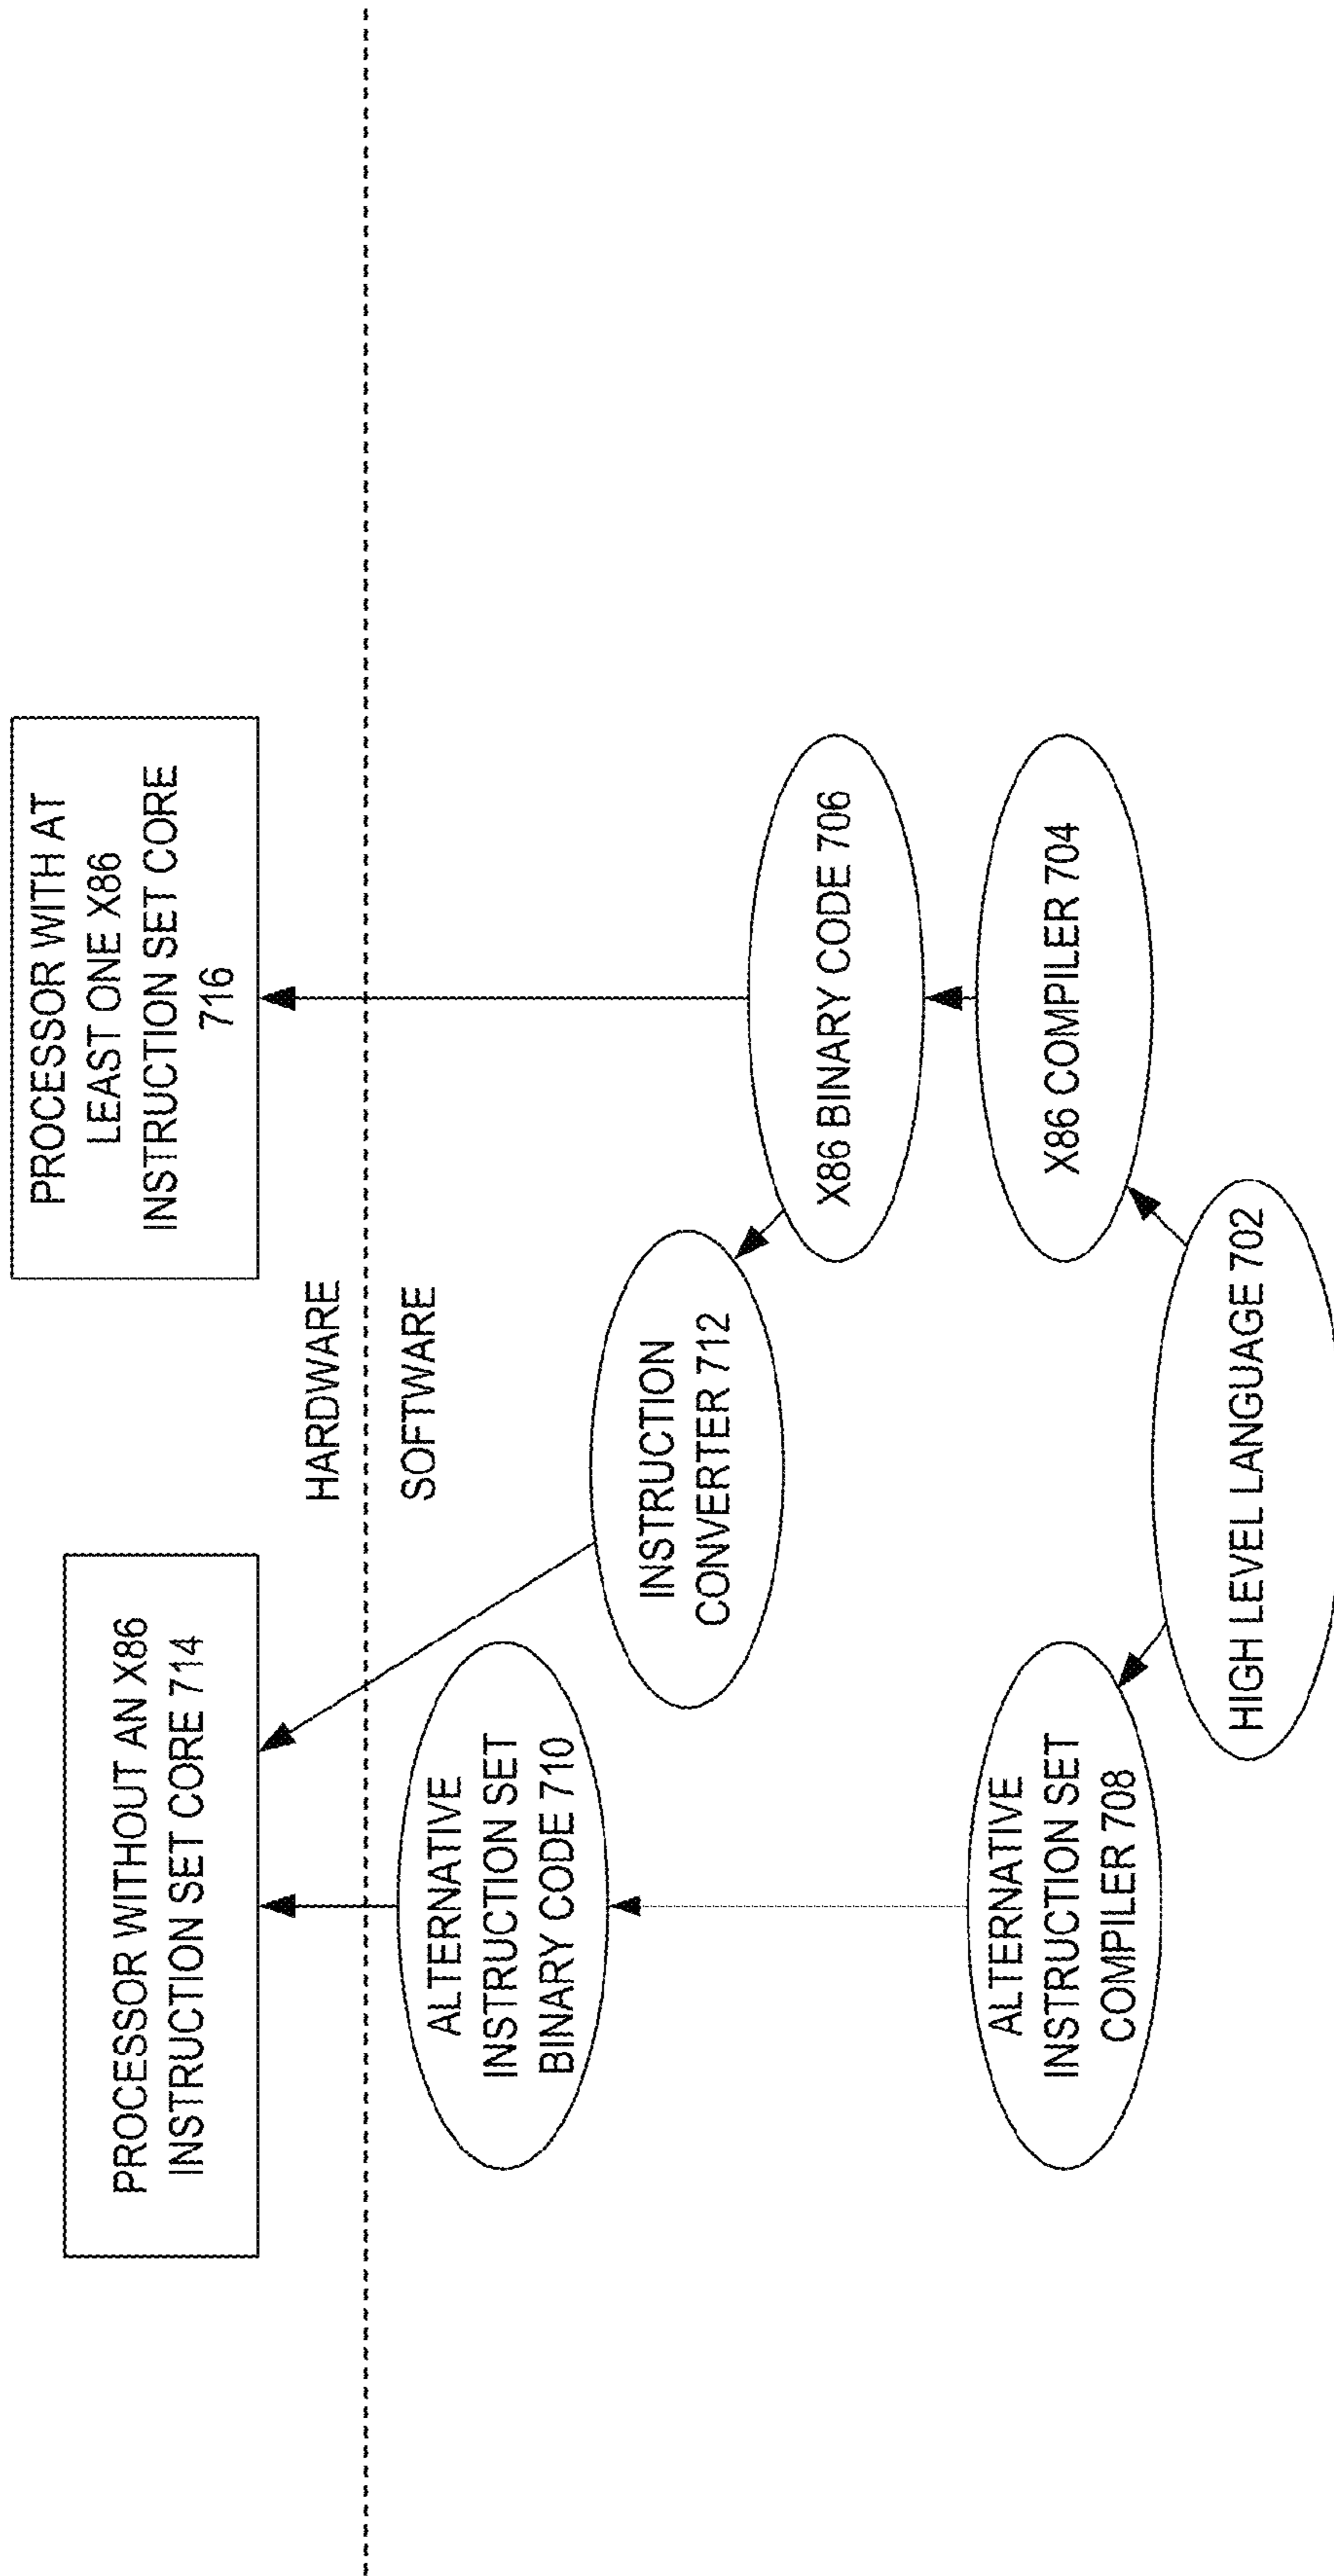 PROCESSOR WITHOUT AN X86
INSTRUCTION SET CORE 714
PROCESSOR WITH AT
LEAST ONE X86
INSTRUCTION SET CORE
716
HARDWARE
SOFTWARE
ALTERNATIVE
INSTRUCTION SET
BINARY CODE 710
INSTRUCTION
CONVERTER 712
X86 BINARY CODE 706
ALTERNATIVE
INSTRUCTION SET
COMPILER 708
X86 COMPILER 704
HIGH LEVEL LANGUAGE 702